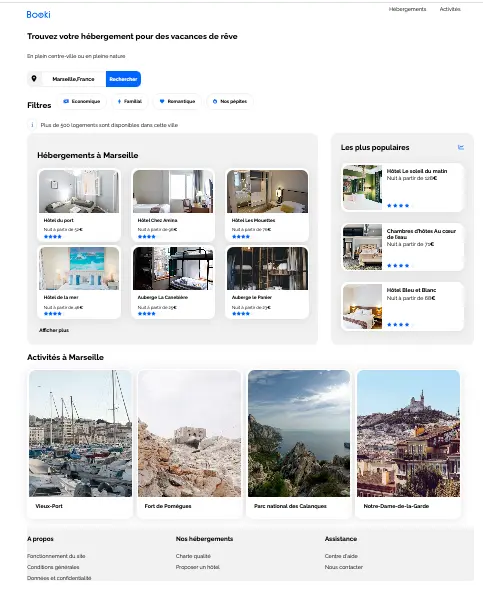 Booki
Hébergements
Activités
Trouvez votre hébergement pour des vacances de rêve
En plein centre-ville ou en pleine nature
Marseille,France
Rechercher
Filtres
Economique
Familial
Romantique
Nos pépites
Plus de 500 logements sont disponibles dans cette ville
Hébergements à Marseille
Hôtel du port
Nuit à partir de 52€
Hôtel Chez Amina
Nuit à partir de 96€
Hôtel Les Mouettes
Nuit à partir de 76€
Hôtel de la mer
Nuit à partir de 46€
Auberge La Canebière
Nuit à partir de 25€
Auberge le Panier
Nuit à partir de 23€
Afficher plus
Les plus populaires
Hôtel Le soleil du matin
Nuit à partir de 128€
Chambres d'hôtes Au cœur
de l'eau
Nuit à partir de 71€
Hôtel Bleu et Blanc
Nuit à partir de 68€
Activités à Marseille
Vieux-Port
Fort de Pomègues
Parc national des Calanques
Notre-Dame-de-la-Garde
A propos
Fonctionnement du site
Conditions générales
Données et confidentialité
Nos hébergements
Charte qualité
Proposer un hôtel
Assistance
Centre d'aide
Nous contacter